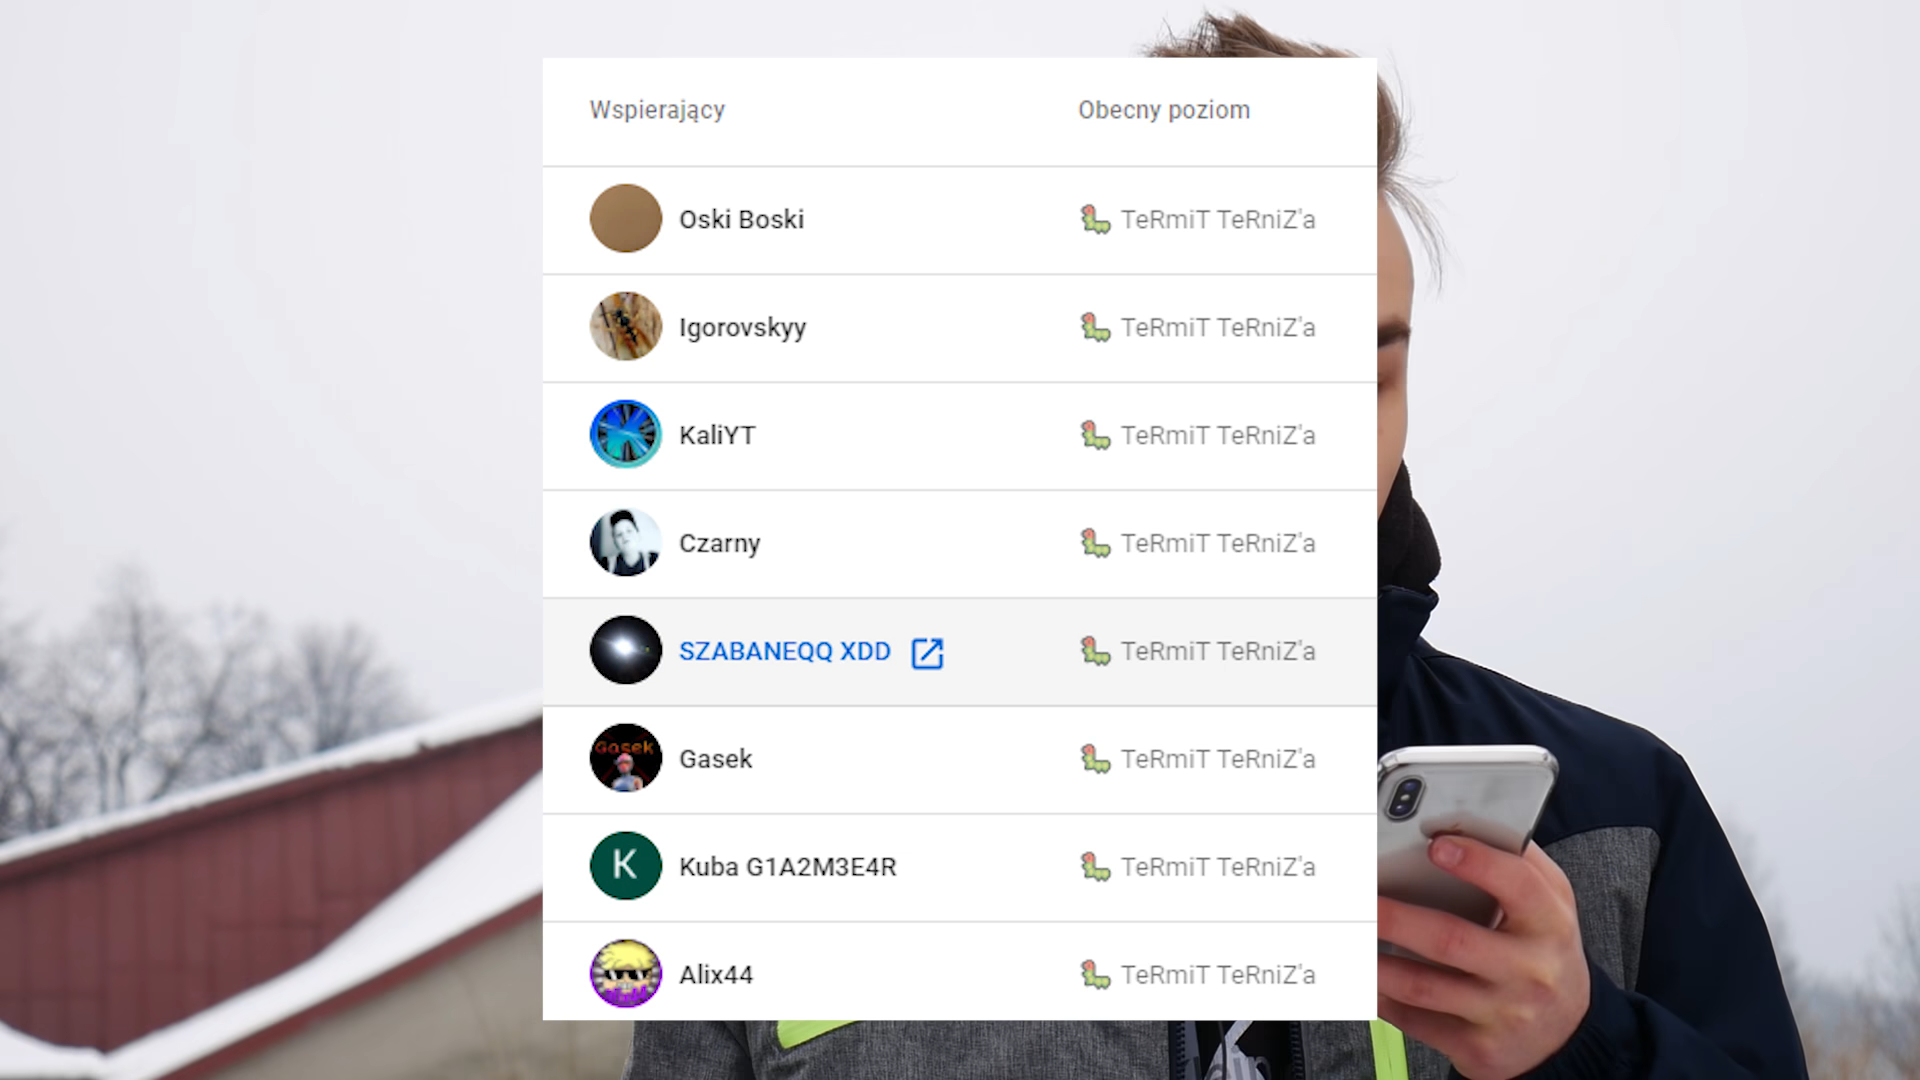 Wspierający Obecny poziom
Oski Boski TeRmiT TeRniZ'a
Igorovskyy TeRmiT TeRniZ'a
KaliYT TeRmiT TeRniZ'a
Czarny TeRmiT TeRniZ'a
SZABANEQQ XDD TeRmiT TeRniZ'a
Gasek
Gasek TeRmiT TeRniZ'a
K
Kuba G1A2M3E4R TeRmiT TeRniZ'a
Alix44 TeRmiT TeRniZ'a